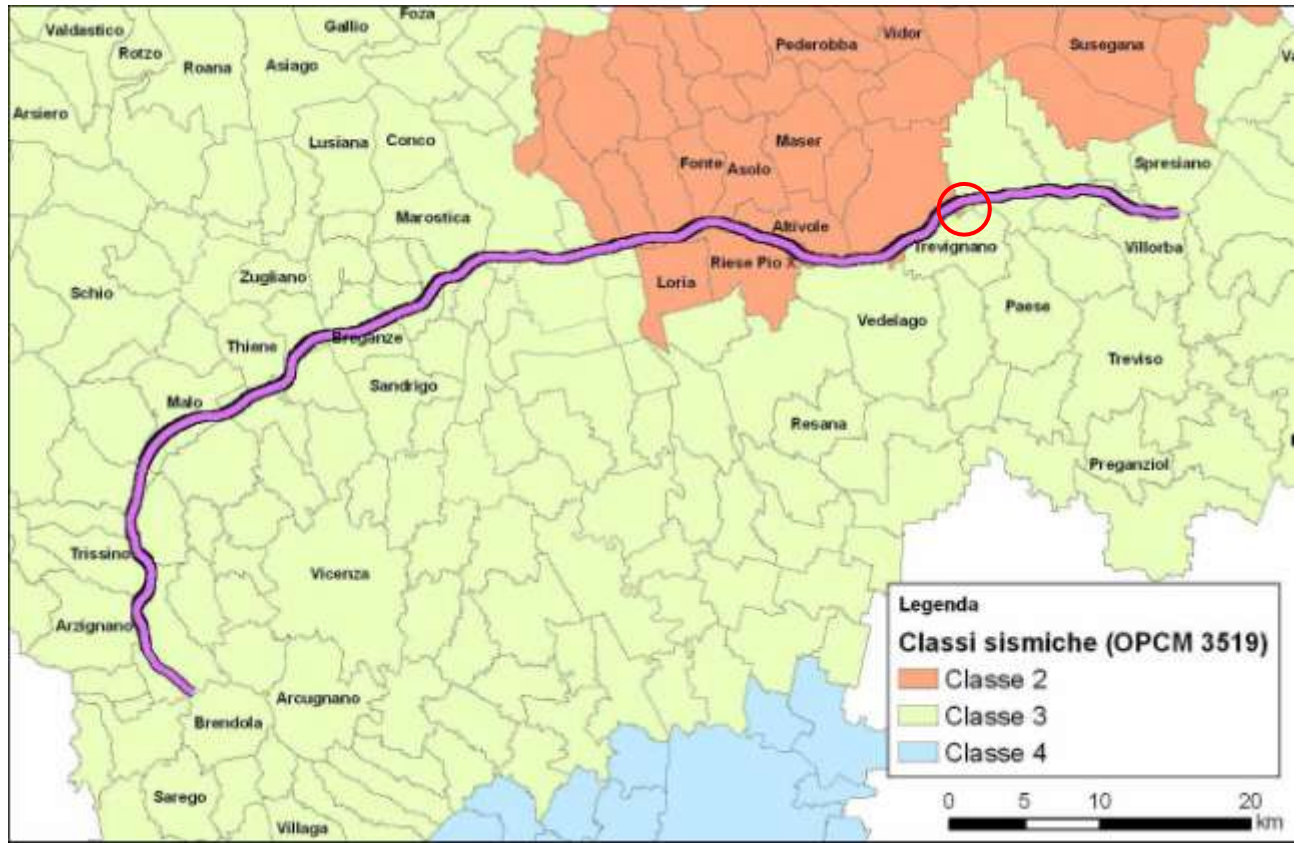 Valdastico
Gallio
Foza
Rotzo
Roana
Asiago
Pederobba
Vidor
Susegana
Va
Arsiero
Lusiana
Conco
Maser
Fonte
Asolo
Spresiano
Marostica
Altivole
Trevignano
Villorba
Zugliano
Riese Pio X
Loria
Schio
Paese
Vedelago
Thiene
Breganze
Treviso
Sandrigo
Malo
Resana
Preganziol
Trissino
Vicenza
Arzignano
Arcugnano
Brendola
Sarego
Villaga
Legenda
Classi sismiche (OPCM 3519)
Classe 2
Classe 3
Classe 4
0 5 10 20
km